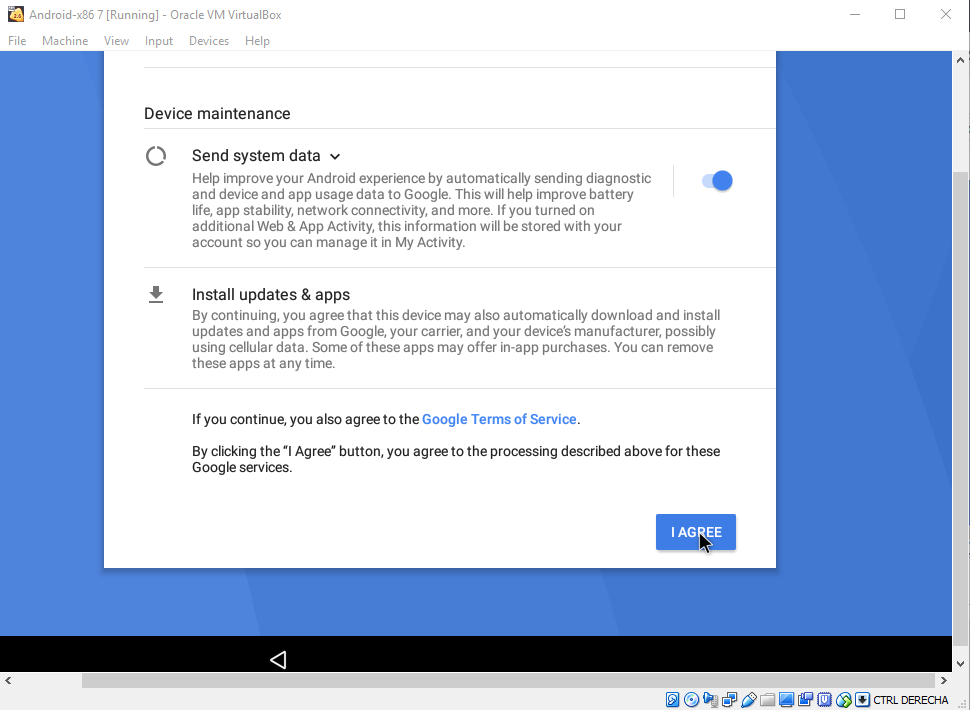 Android-x86 7 [Running] - Oracle VM VirtualBox
File Machine View Input Devices Help
Device maintenance
Send system data
Help improve your Android experience by automatically sending diagnostic
and device and app usage data to Google. This will help improve battery
life, app stability, network connectivity, and more. If you turned on
additional Web & App Activity, this information will be stored with your
account so you can manage it in My Activity.
Install updates & apps
By continuing, you agree that this device may also automatically download and install
updates and apps from Google, your carrier, and your device's manufacturer, possibly
using cellular data. Some of these apps may offer in-app purchases. You can remove
these apps at any time.
If you continue, you also agree to the Google Terms of Service.
By clicking the “I Agree” button, you agree to the processing described above for these
Google services.
I AGREE
CTRL DERECHA